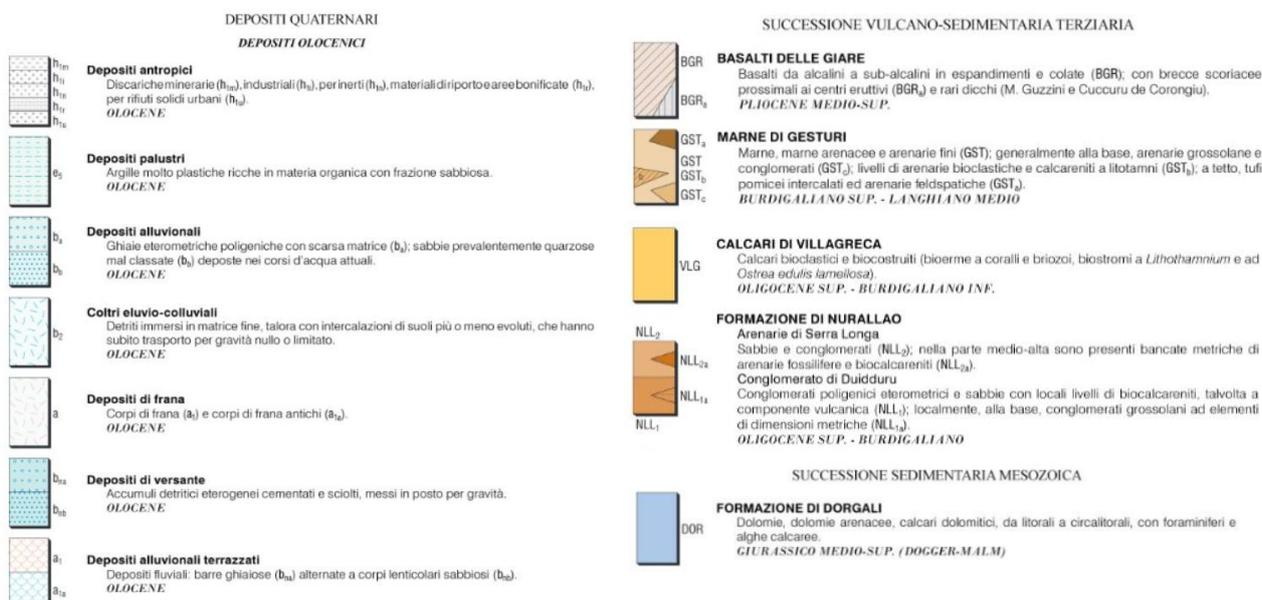 DEPOSITI QUATERNARI
DEPOSITI OLOCENICI
h1m
h1i
h1n
h1r
h1u
Depositi antropici
Discariche minerarie (h1m), industriali (h1i), per inerti (h1n), materiali di riporto e aree bonificate (h1r),
per rifiuti solidi urbani (h1u).
OLOCENE
e5
Depositi palustri
Argille molto plastiche ricche in materia organica con frazione sabbiosa.
OLOCENE
ba
bb
Depositi alluvionali
Ghiaie eterometriche poligeniche con scarsa matrice (ba); sabbie prevalentemente quarzose
mal classate (bb) deposte nei corsi d'acqua attuali.
OLOCENE
b2
Coltri eluvio-colluviali
Detriti immersi in matrice fine, talora con intercalazioni di suoli più o meno evoluti, che hanno
subito trasporto per gravità nullo o limitato.
OLOCENE
a
Depositi di frana
Corpi di frana (a1) e corpi di frana antichi (a1a).
OLOCENE
bna
bnb
Depositi di versante
Accumuli detritici eterogenei cementati e sciolti, messi in posto per gravità.
OLOCENE
a1
a1a
Depositi alluvionali terrazzati
Depositi fluviali: barre ghiaiose (bna) alternate a corpi lenticolari sabbiosi (bnb).
OLOCENE
SUCCESSIONE VULCANO-SEDIMENTARIA TERZIARIA
BGR
BGRa
BASALTI DELLE GIARE
Basalti da alcalini a sub-alcalini in espandimenti e colate (BGR); con brecce scoriacee
prossimali ai centri eruttivi (BGRa) e rari dicchi (M. Guzzini e Cuccuru de Corongiu).
PLIOCENE MEDIO-SUP.
GSTa
GST
GSTb
GSTc
b
MARNE DI GESTURI
Marne, marne arenacee e arenarie fini (GST); generalmente alla base, arenarie grossolane e
conglomerati (GSTc); livelli di arenarie bioclastiche e calcareniti a litotamni (GSTb); a tetto, tufi
pomicei intercalati ed arenarie feldspatiche (GSTa).
BURDIGALIANO SUP. - LANGHIANO MEDIO
VLG
CALCARI DI VILLAGRECA
Calcari bioclastici e biocostruiti (bioerme a coralli e briozoi, biostromi a Lithothamnium e ad
Ostrea edulis lamellosa).
OLIGOCENE SUP. - BURDIGALIANO INF.
NLL2
NLL2a
NLL1a
NLL1
FORMAZIONE DI NURALLAO
Arenarie di Serra Longa
Sabbie e conglomerati (NLL2); nella parte medio-alta sono presenti bancate metriche di
arenarie fossilifere e biocalcareniti (NLL2a).
Conglomerato di Duidduru
Conglomerati poligenici eterometrici e sabbie con locali livelli di biocalcareniti, talvolta a
componente vulcanica (NLL1); localmente, alla base, conglomerati grossolani ad elementi
di dimensioni metriche (NLL1a).
OLIGOCENE SUP. - BURDIGALIANO
SUCCESSIONE SEDIMENTARIA MESOZOICA
DOR
FORMAZIONE DI DORGALI
Dolomie, dolomie arenacee, calcari dolomitici, da litorali a circalitorali, con foraminiferi e
alghe calcaree.
GIURASSICO MEDIO-SUP. (DOGGER-MALM)